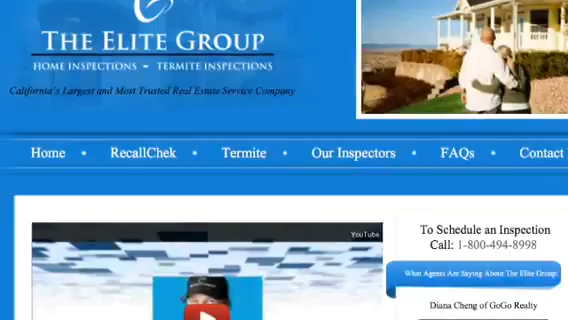 THE ELITE GROUP
HOME INSPECTIONS - TERMITE INSPECTIONS
California's Largest and Most Trusted Real Estate Service Company
Home • RecallChek • Termite • Our Inspectors • FAQs • Contact
YouTube
To Schedule an Inspection
Call: 1-800-494-8998
What Agents Are Saying About The Elite Group
Diana Cheng of GoGo Realty